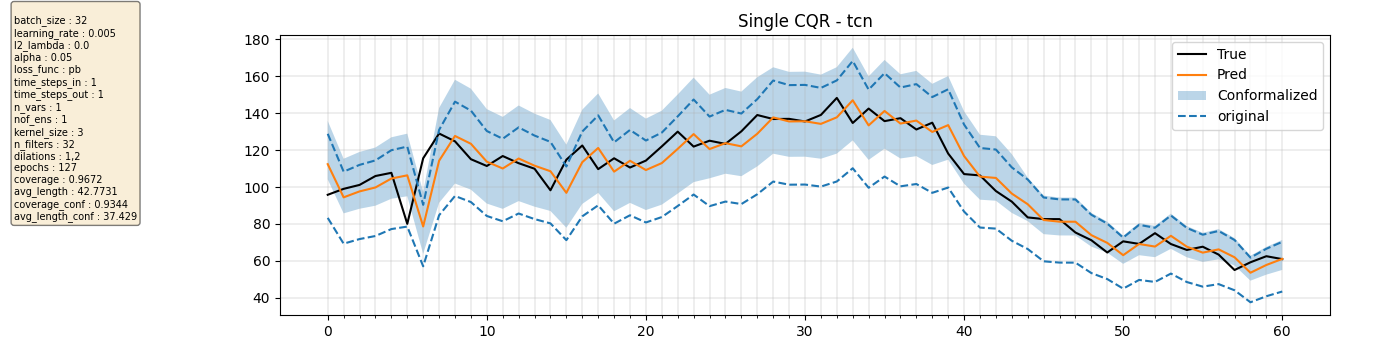 Single CQR - tcn
batch_size : 32
learning_rate : 0.005
l2_lambda : 0.0
alpha : 0.05
loss_func : pb
time_steps_in : 1
time_steps_out : 1
n_vars : 1
nof_ens : 1
kernel_size : 3
n_filters : 32
dilations : 1,2
epochs : 127
coverage : 0.9672
avg_length : 42.7731
coverage_conf : 0.9344
avg_length_conf : 37.429
180
160
140
120
100
80
60
40
True
Pred
Conformalized
original
0
10
20
30
40
50
60